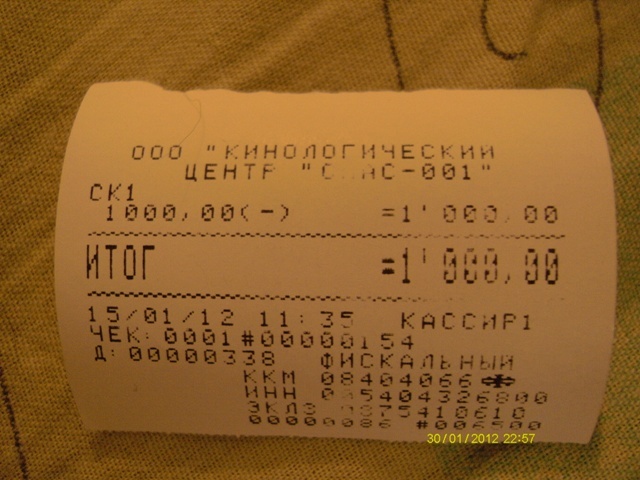 ООО "КИНОЛОГИЧЕСКИЙ
ЦЕНТР
СК1
1000,00(-) =1'000,00
ИТОГ =1'000,00
15/01/12 11:35 КАССИР1
ЧЕК: 0001#00000154
Д: 00000338 ФИСКАЛЬНЫЙ
ККМ 08404066
ИНН
ЭКЛЗ
#006500
30/01/2012 22:57